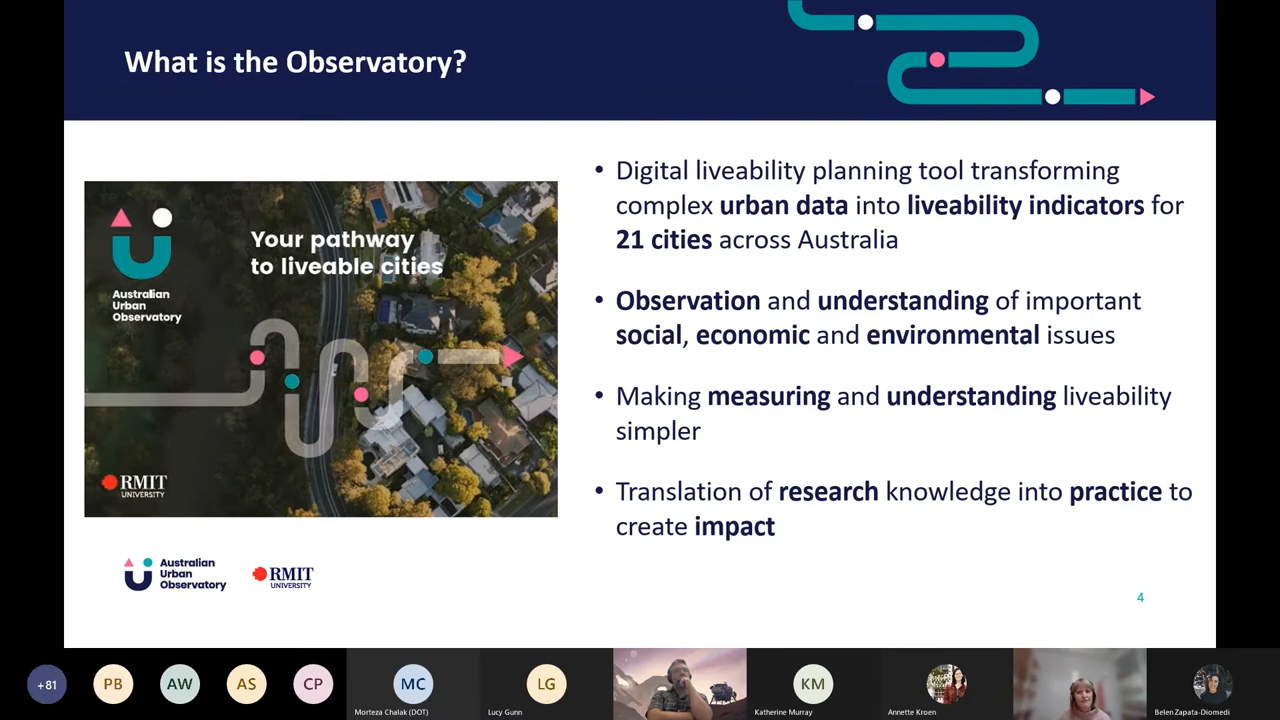 What is the Observatory?
• Digital liveability planning tool transforming
complex urban data into liveability indicators for
21 cities across Australia
• Observation and understanding of important
social, economic and environmental issues
• Making measuring and understanding liveability
simpler
• Translation of research knowledge into practice to
create impact
Your pathway
to liveable cities
Australian
Urban
Observatory
RMIT
UNIVERSITY
Australian
Urban
Observatory
RMIT
UNIVERSITY
4
+81
PB
AW
AS
CP
MC
Morteza Chalak (DOT)
LG
Lucy Gunn
KM
Katherine Murray
Annette Kroen
Belen Zapata-Diomedi